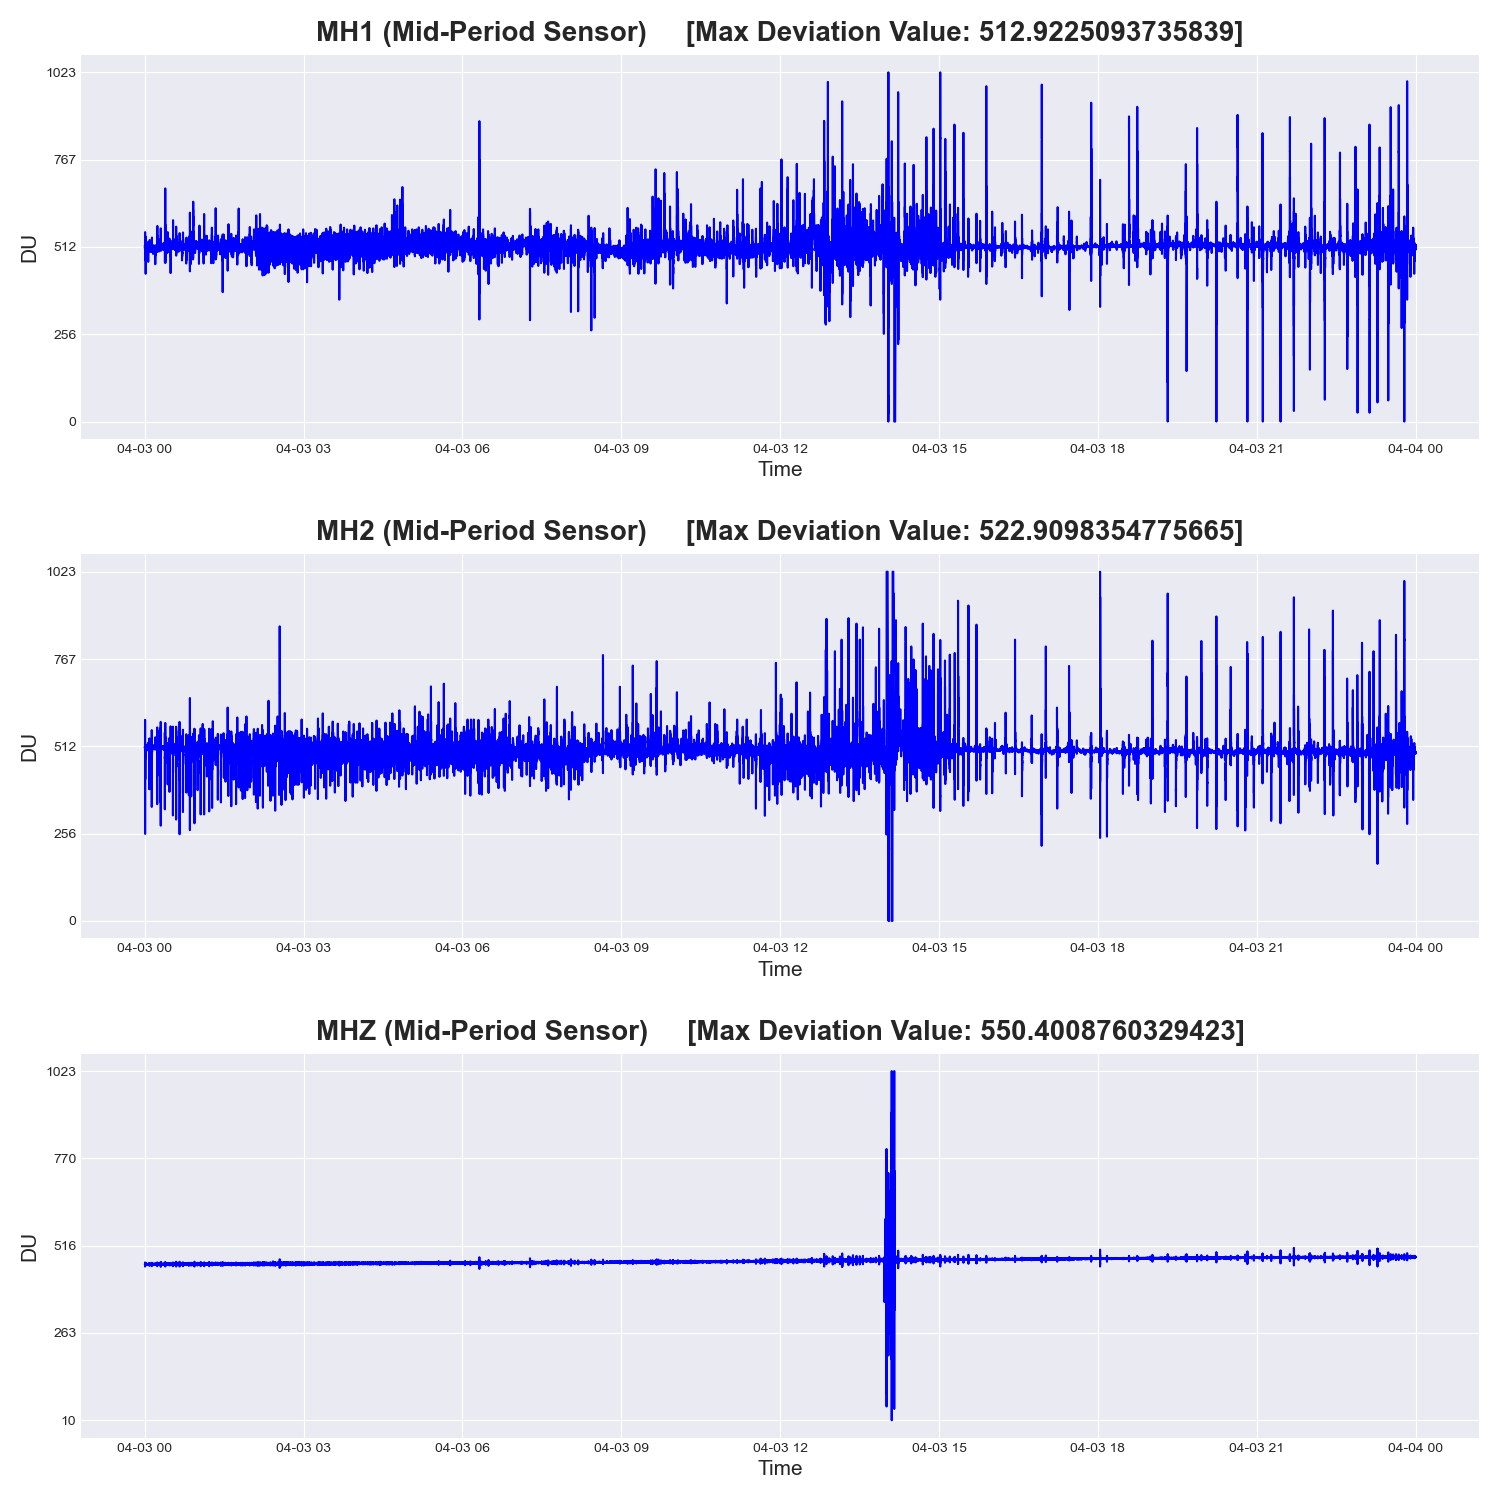 MH1 (Mid-Period Sensor) [Max Deviation Value: 512.9225093735839]
1023
767
512
256
0
DU
04-03 00 04-03 03 04-03 06 04-03 09 04-03 12 04-03 15 04-03 18 04-03 21 04-04 00
Time
MH2 (Mid-Period Sensor) [Max Deviation Value: 522.9098354775665]
1023
767
512
256
0
DU
04-03 00 04-03 03 04-03 06 04-03 09 04-03 12 04-03 15 04-03 18 04-03 21 04-04 00
Time
MHZ (Mid-Period Sensor) [Max Deviation Value: 550.4008760329423]
1023
770
516
263
10
DU
04-03 00 04-03 03 04-03 06 04-03 09 04-03 12 04-03 15 04-03 18 04-03 21 04-04 00
Time